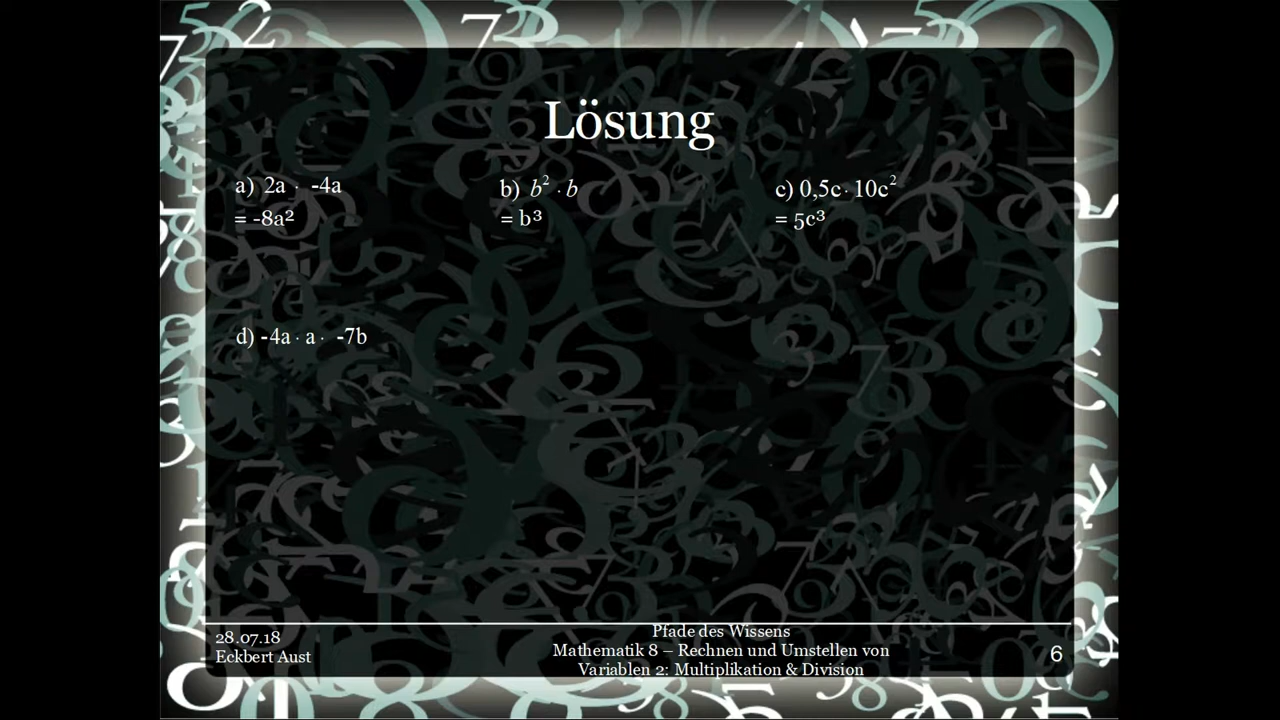 Lösung
a) 2a · -4a
= -8a²
b) b² · b
= b³
c) 0,5c · 10c²
= 5c³
d) -4a · a · -7b
28.07.18
Eckbert Aust
Pfade des Wissens
Mathematik 8 – Rechnen und Umstellen von
Variablen 2: Multiplikation & Division
6